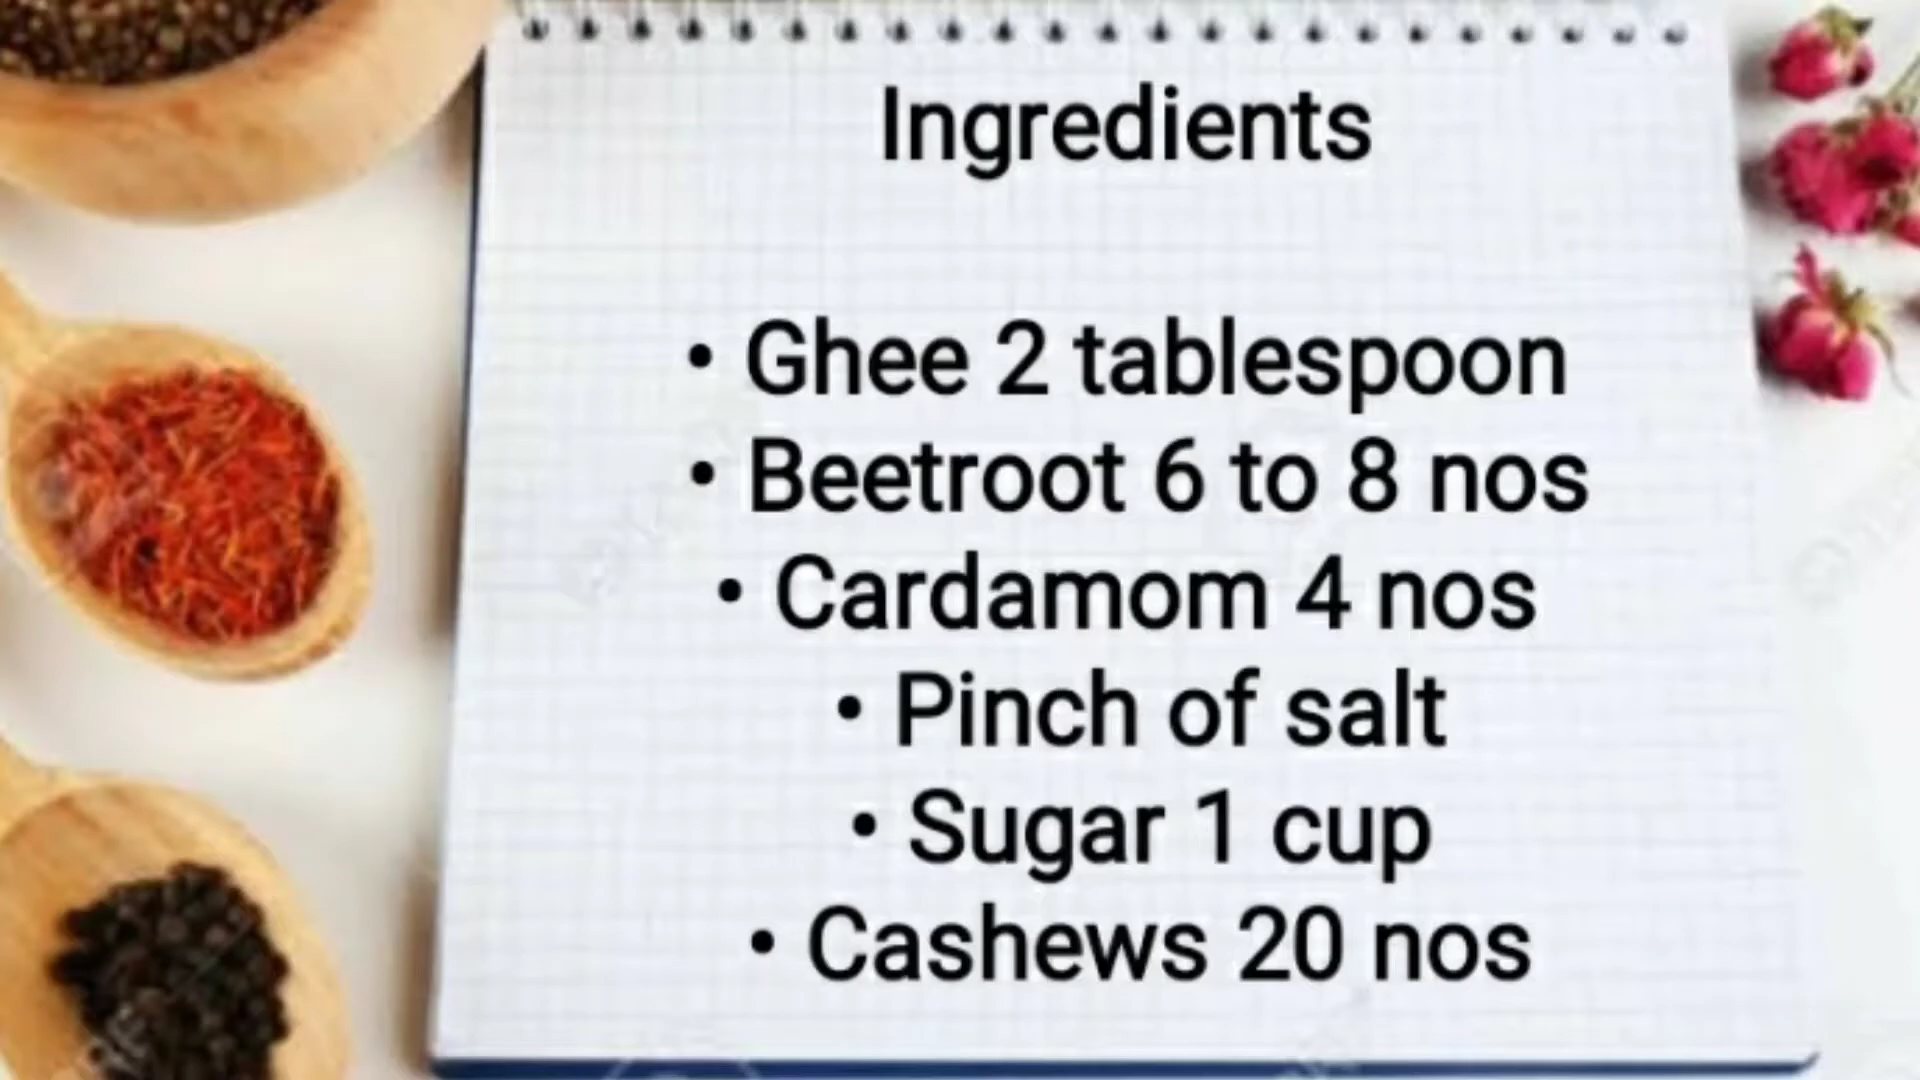 Ingredients
• Ghee 2 tablespoon
• Beetroot 6 to 8 nos
• Cardamom 4 nos
• Pinch of salt
• Sugar 1 cup
• Cashews 20 nos